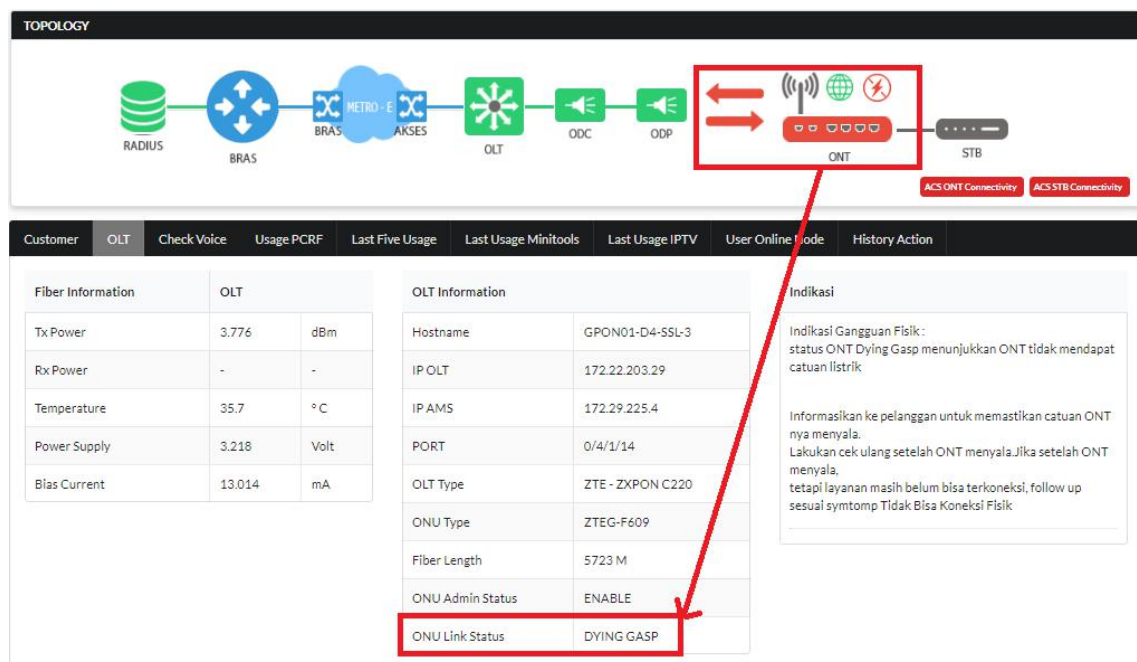 TOPOLOGY
RADIUS
BRAS
BRAS
METRO - E
AKSES
OLT
ODC
ODP
ONT
STB
ACS ONT Connectivity
ACS STB Connectivity
Customer
OLT
Check Voice
Usage PCRF
Last Five Usage
Last Usage Minitools
Last Usage IPTV
User Online Node
History Action
Fiber Information OLT
Tx Power 3.776 dBm
Rx Power - -
Temperature 35.7 ° C
Power Supply 3.218 Volt
Bias Current 13.014 mA
OLT Information
Hostname GPON01-D4-SSL-3
IP OLT 172.22.203.29
IP AMS 172.29.225.4
PORT 0/4/1/14
OLT Type ZTE - ZXPON C220
ONU Type ZTEG-F609
Fiber Length 5723 M
ONU Admin Status ENABLE
ONU Link Status DYING GASP
Indikasi
Indikasi Gangguan Fisik :
status ONT Dying Gasp menunjukkan ONT tidak mendapat
catuan listrik
Informasikan ke pelanggan untuk memastikan catuan ONT
nya menyala.
Lakukan cek ulang setelah ONT menyala.Jika setelah ONT
menyala,
tetapi layanan masih belum bisa terkoneksi, follow up
sesuai symtomp Tidak Bisa Koneksi Fisik